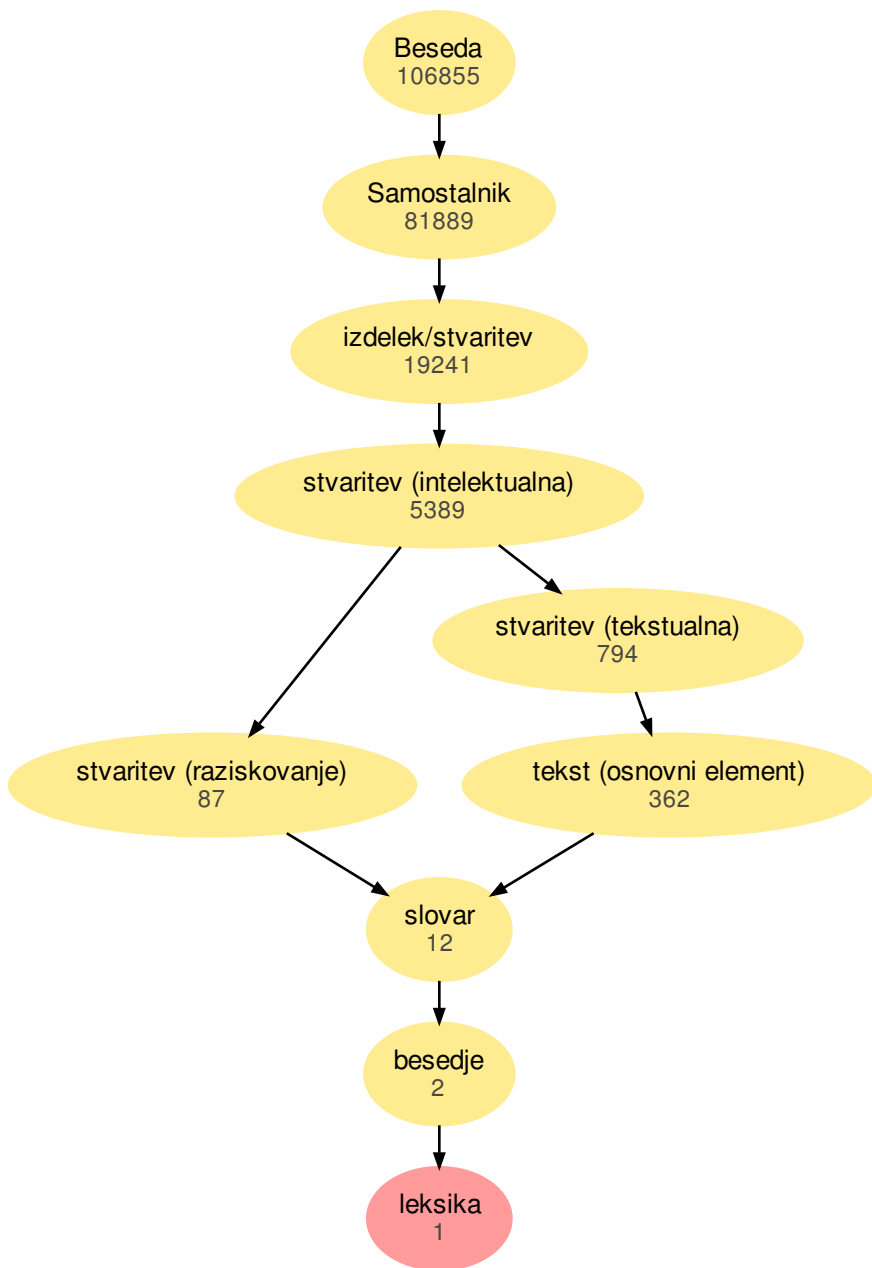 Beseda
106855
Samostalnik
81889
izdelek/stvaritev
19241
stvaritev (intelektualna)
5389
stvaritev (tekstualna)
794
stvaritev (raziskovanje)
87
tekst (osnovni element)
362
slovar
12
besedje
2
leksika
1